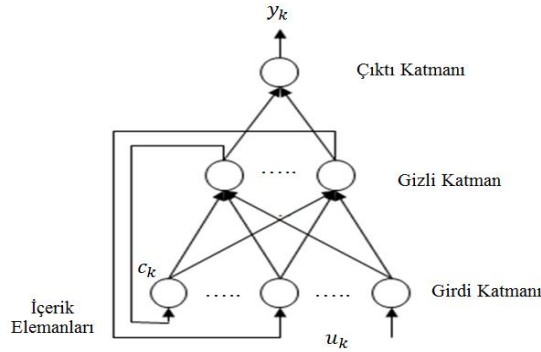 y_k
Çıktı Katmanı
.....
Gizli Katman
c_k
..... .....
Girdi Katmanı
İçerik
Elemanları
u_k